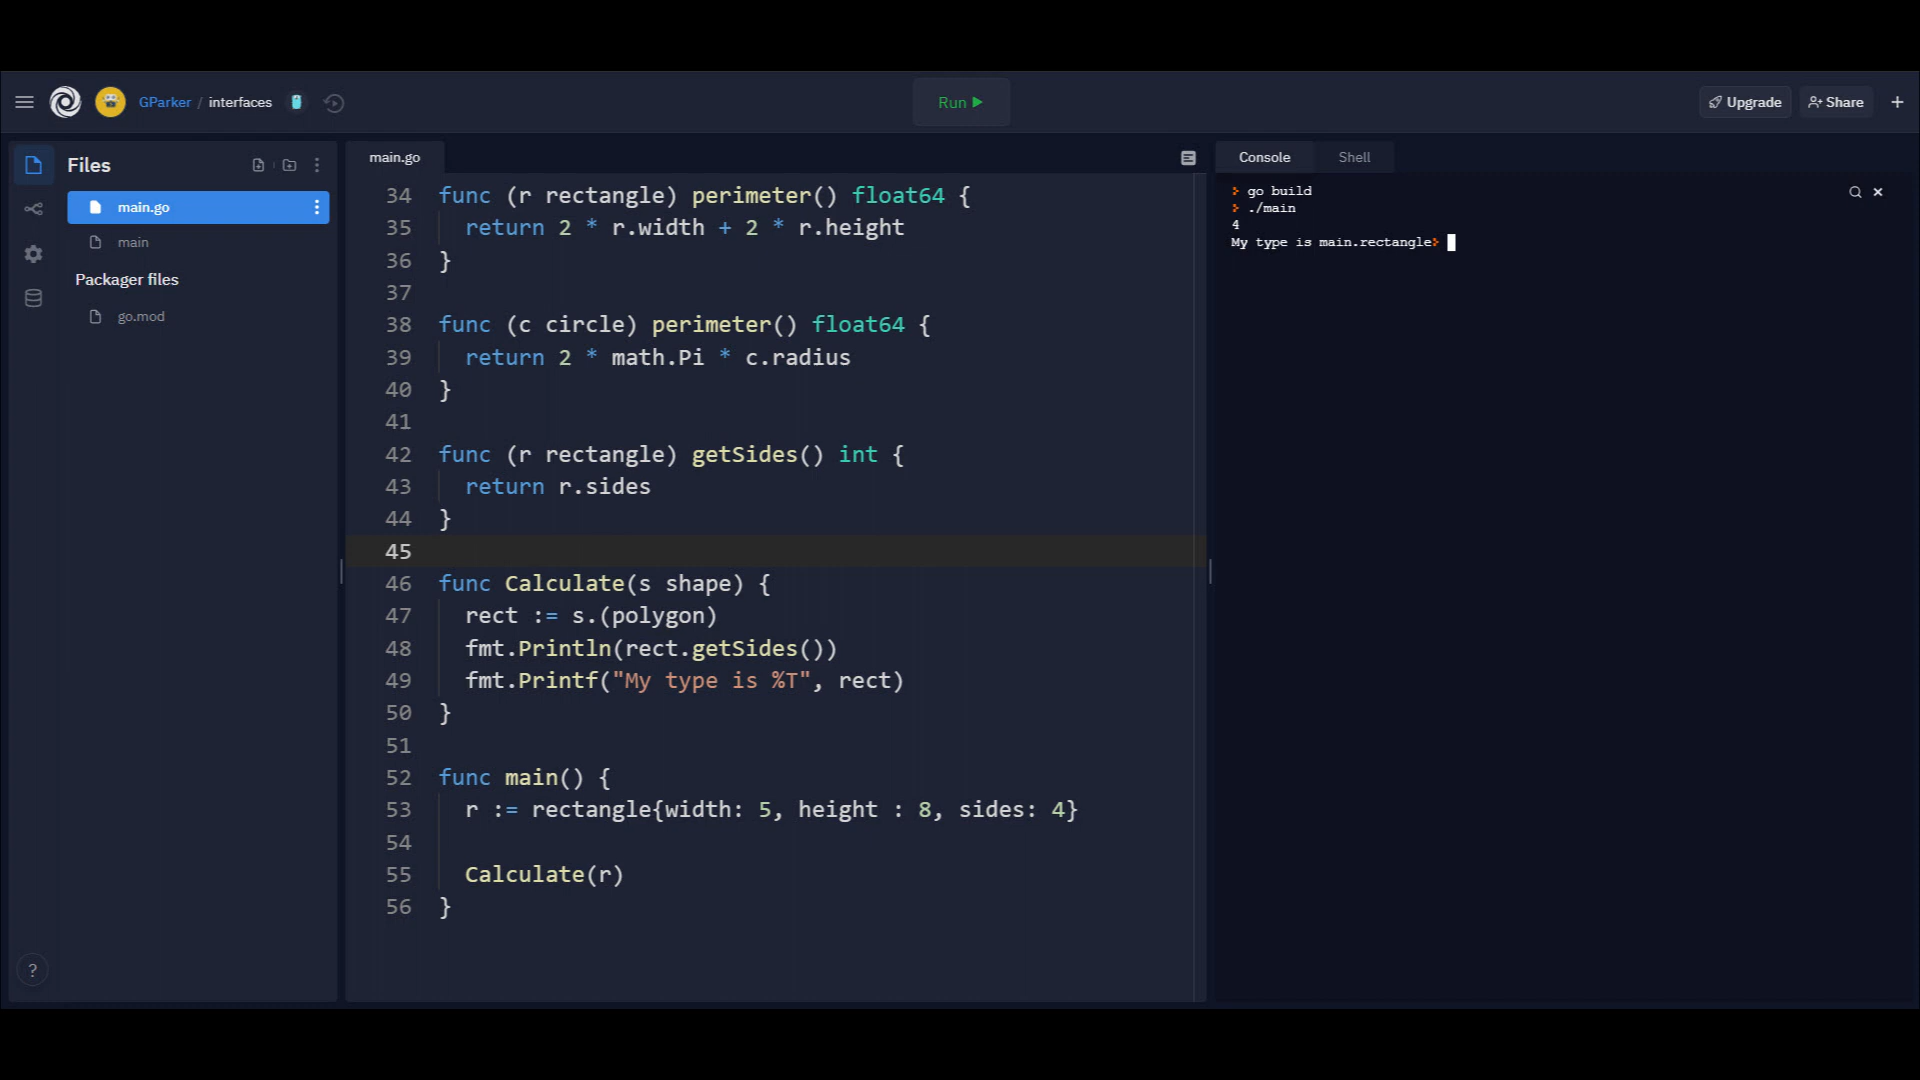 GParker / interfaces
Run
Upgrade
Share
+
Files
main.go
main
Packager files
go.mod
?
main.go
34 func (r rectangle) perimeter() float64 {
35 return 2 * r.width + 2 * r.height
36 }
37
38 func (c circle) perimeter() float64 {
39 return 2 * math.Pi * c.radius
40 }
41
42 func (r rectangle) getSides() int {
43 return r.sides
44 }
45
46 func Calculate(s shape) {
47 rect := s.(polygon)
48 fmt.Println(rect.getSides())
49 fmt.Printf("My type is %T", rect)
50 }
51
52 func main() {
53 r := rectangle{width: 5, height : 8, sides: 4}
54
55 Calculate(r)
56 }
Console
Shell
go build
./main
4
My type is main.rectangle